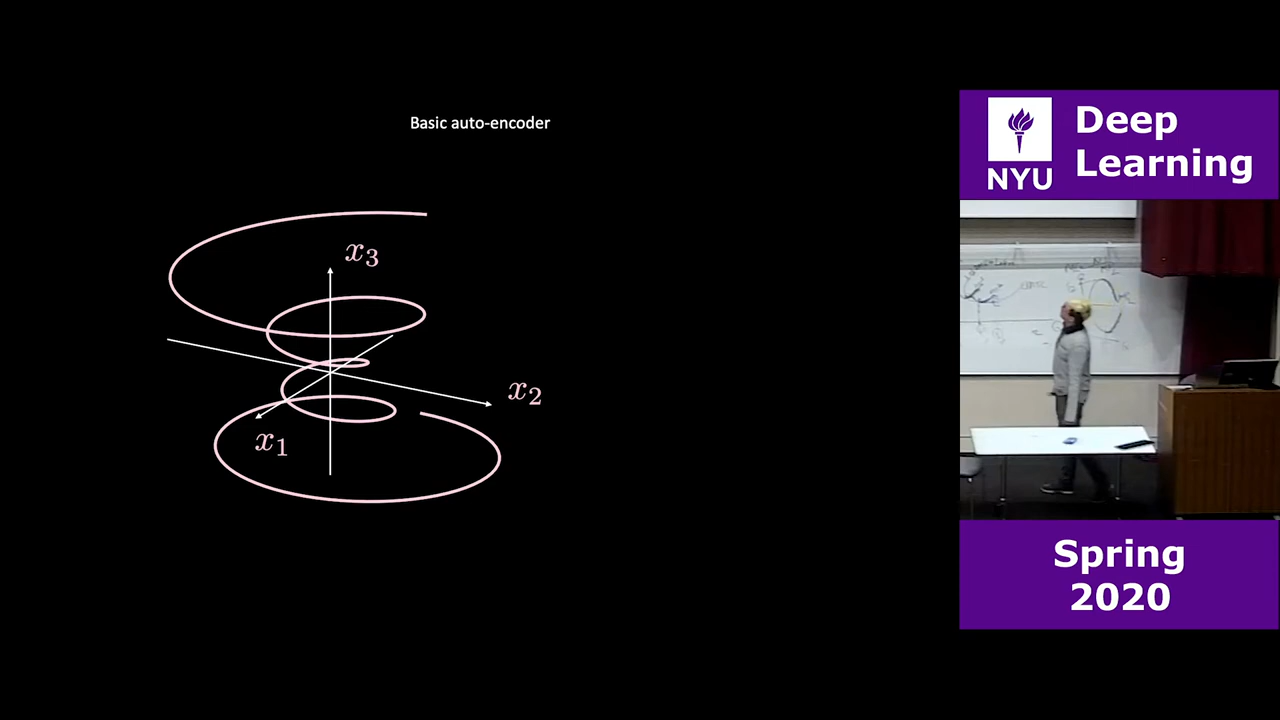 Basic auto-encoder
x₃
x₂
x₁
NYU
Deep
Learning
Spring
2020